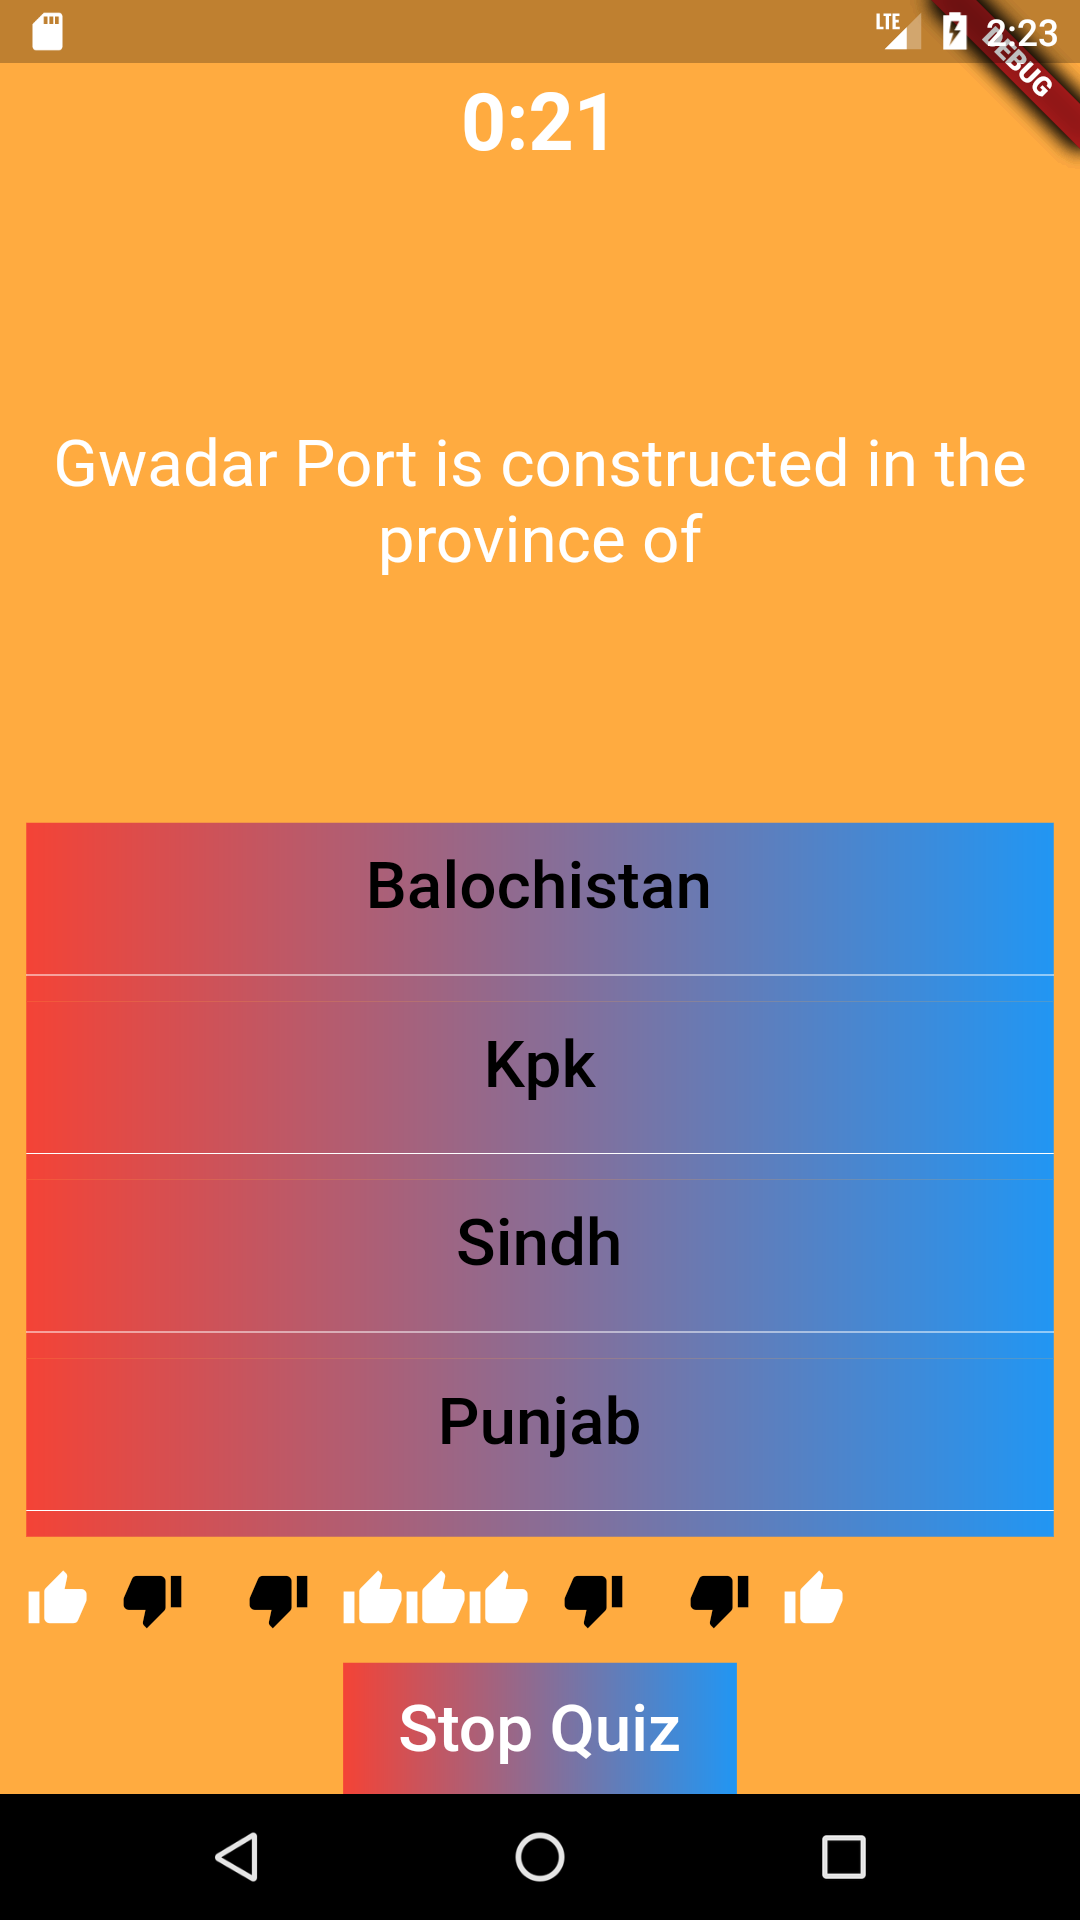 LTE 2:23
DEBUG
0:21
Gwadar Port is constructed in the
province of
Balochistan
Kpk
Sindh
Punjab
Stop Quiz